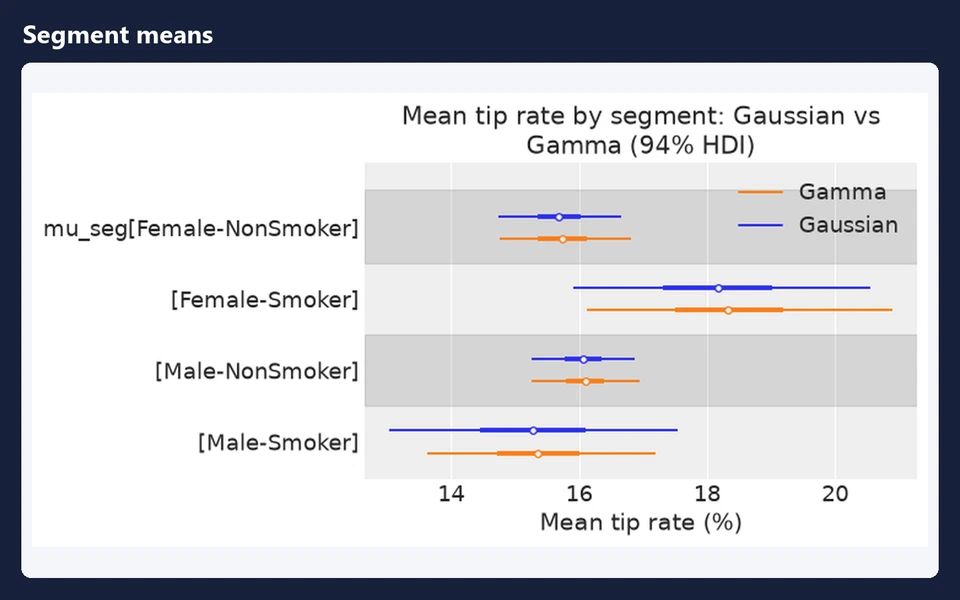 Segment means
Mean tip rate by segment: Gaussian vs
Gamma (94% HDI)
Gamma
Gaussian
mu_seg[Female-NonSmoker]
[Female-Smoker]
[Male-NonSmoker]
[Male-Smoker]
14 16 18 20
Mean tip rate (%)